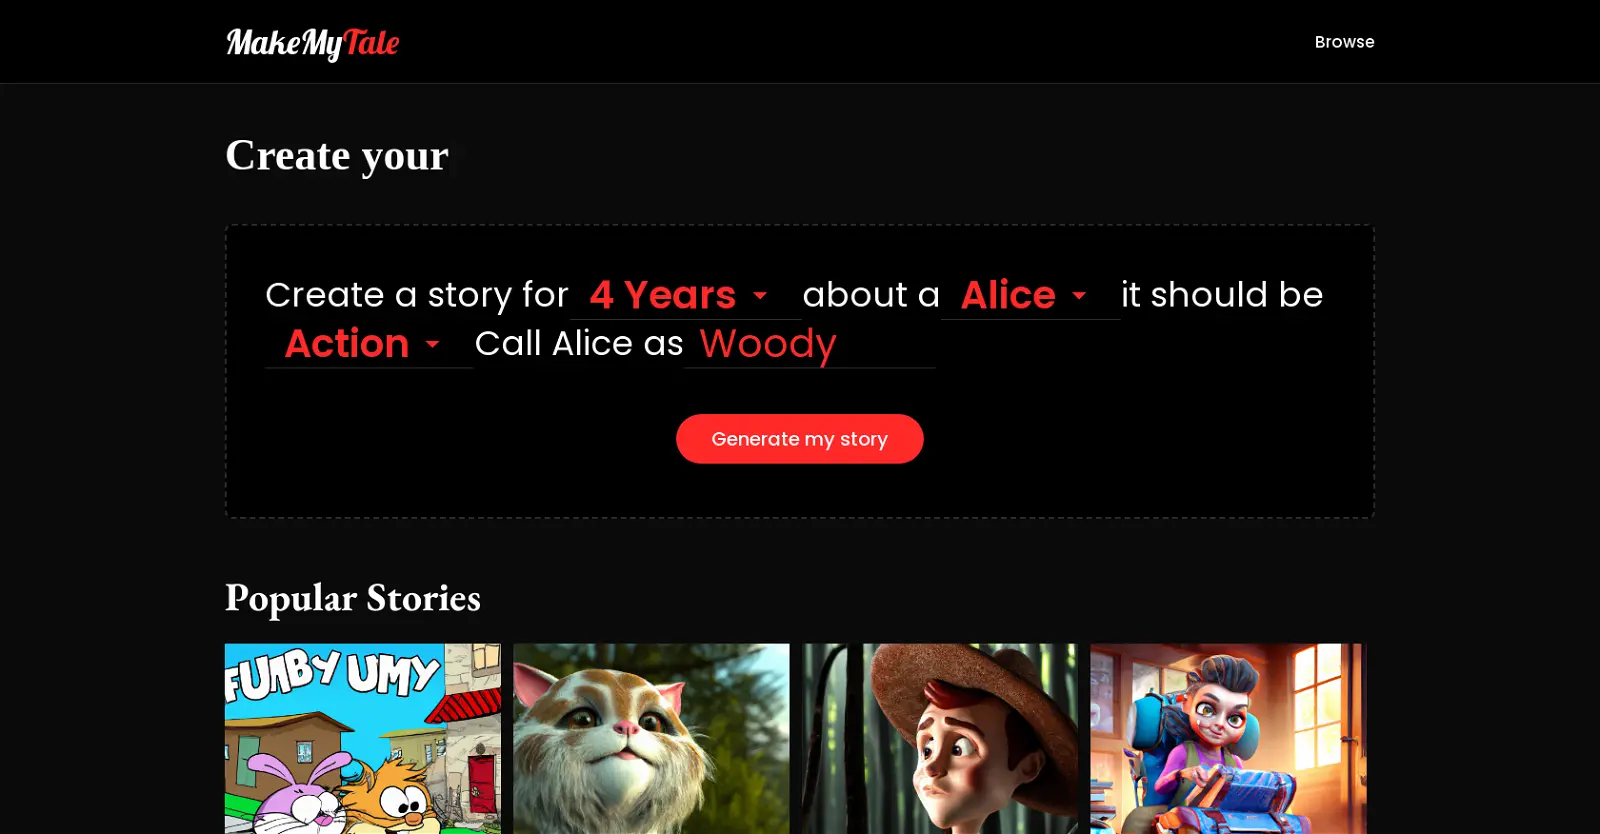 MakeMyTale
Browse
Create your
Create a story for 4 Years about a Alice it should be
Action Call Alice as Woody
Generate my story
Popular Stories
FUNBY UMY